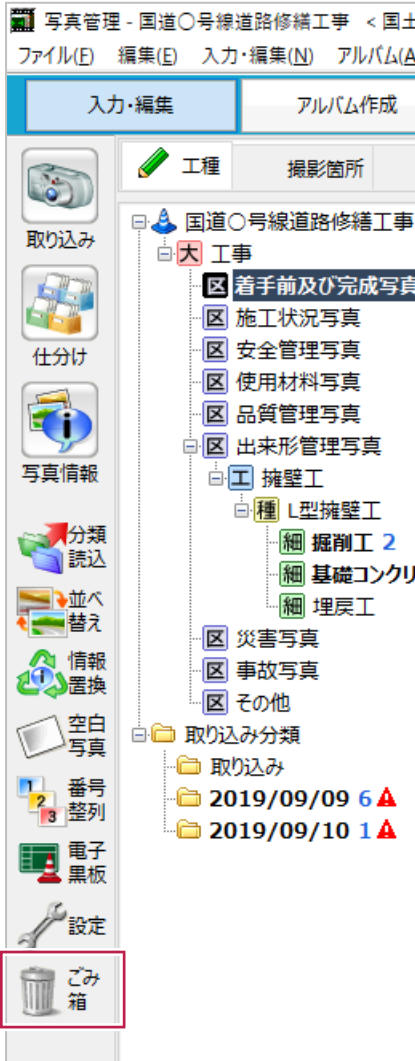 写真管理 - 国道〇号線道路修繕工事 < 国土
ファイル(F) 編集(E) 入力・編集(N) アルバム(A
入力・編集 アルバム作成
工種 撮影箇所
取り込み
仕分け
写真情報
分類
読込
並べ
替え
情報
置換
空白
写真
番号
整列
電子
黒板
設定
ごみ
箱
国道〇号線道路修繕工事
大 工事
区 着手前及び完成写真
区 施工状況写真
区 安全管理写真
区 使用材料写真
区 品質管理写真
区 出来形管理写真
工 擁壁工
種 L型擁壁工
細 掘削工 2
細 基礎コンクリ
細 埋戻工
区 災害写真
区 事故写真
区 その他
取り込み分類
取り込み
2019/09/09 6
2019/09/10 1